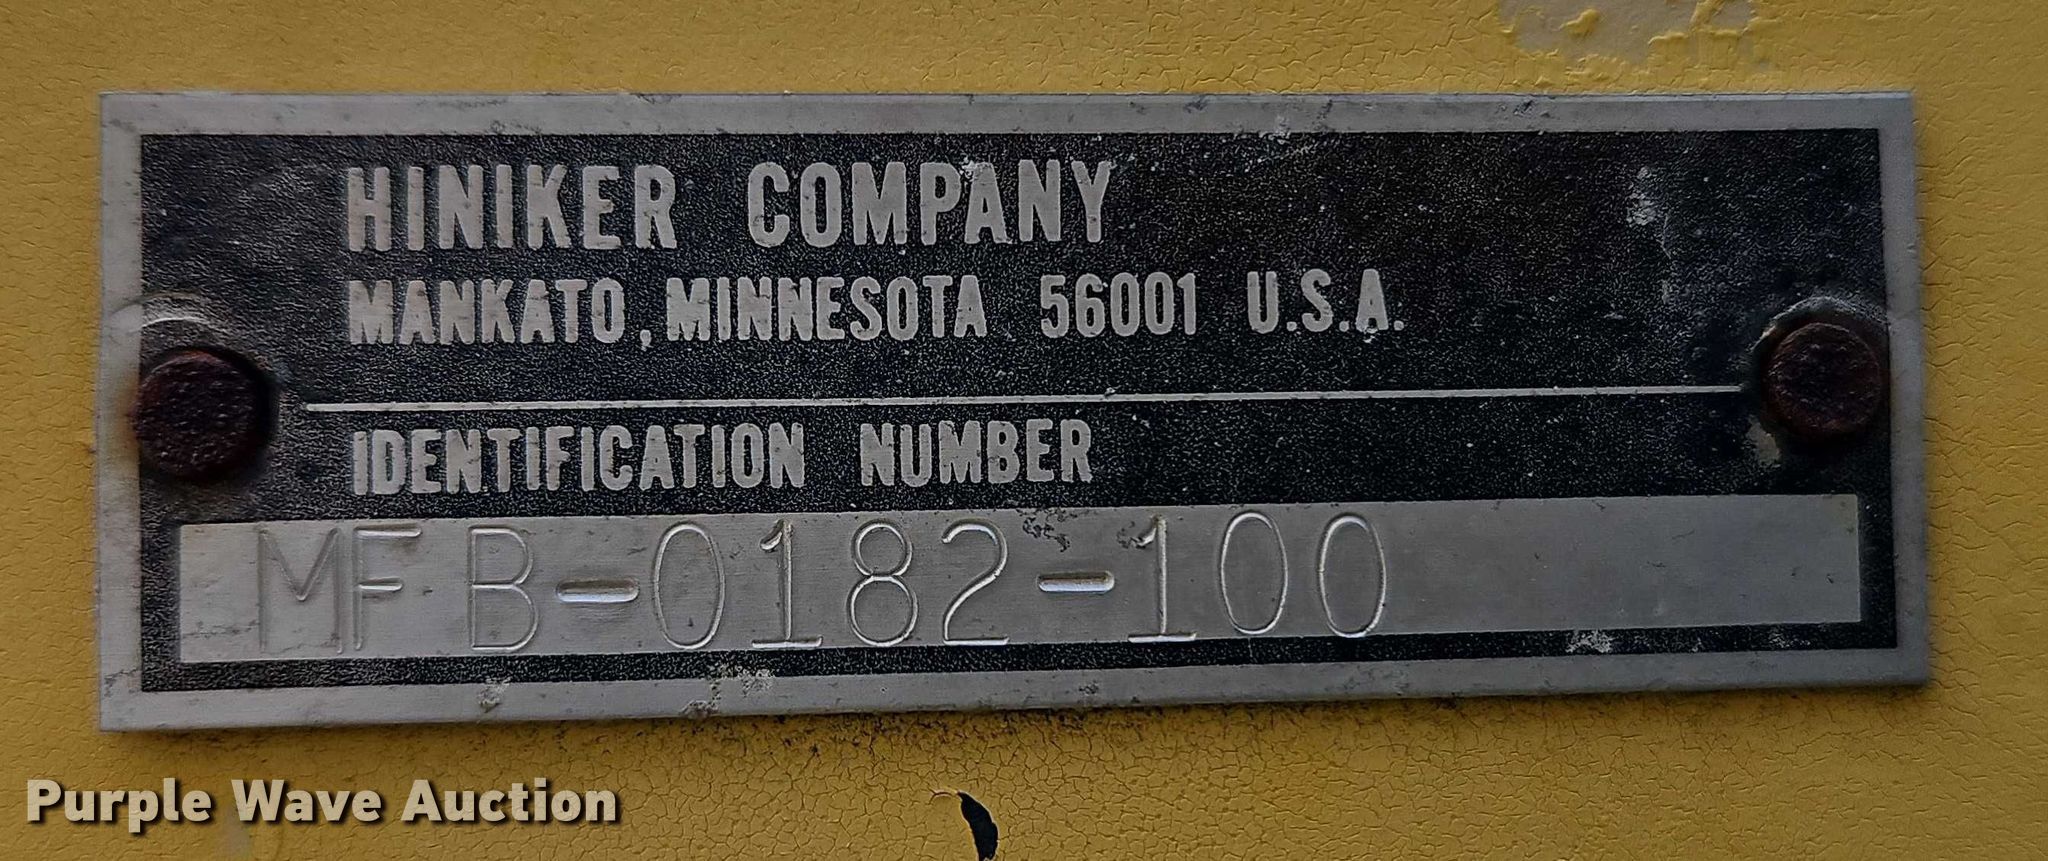 HINIKER COMPANY
MANKATO, MINNESOTA 56001 U.S.A.
IDENTIFICATION NUMBER
MFB-0182-100
Purple Wave Auction